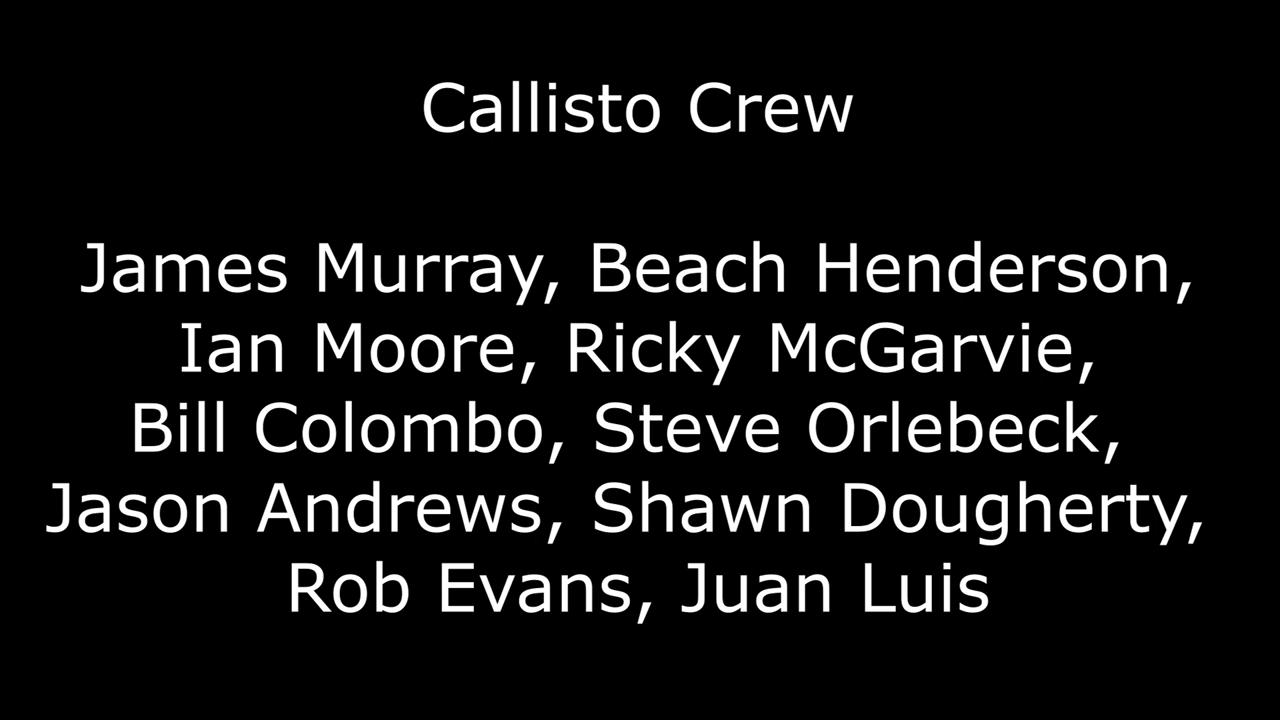 Callisto Crew
James Murray, Beach Henderson,
Ian Moore, Ricky McGarvie,
Bill Colombo, Steve Orlebeck,
Jason Andrews, Shawn Dougherty,
Rob Evans, Juan Luis